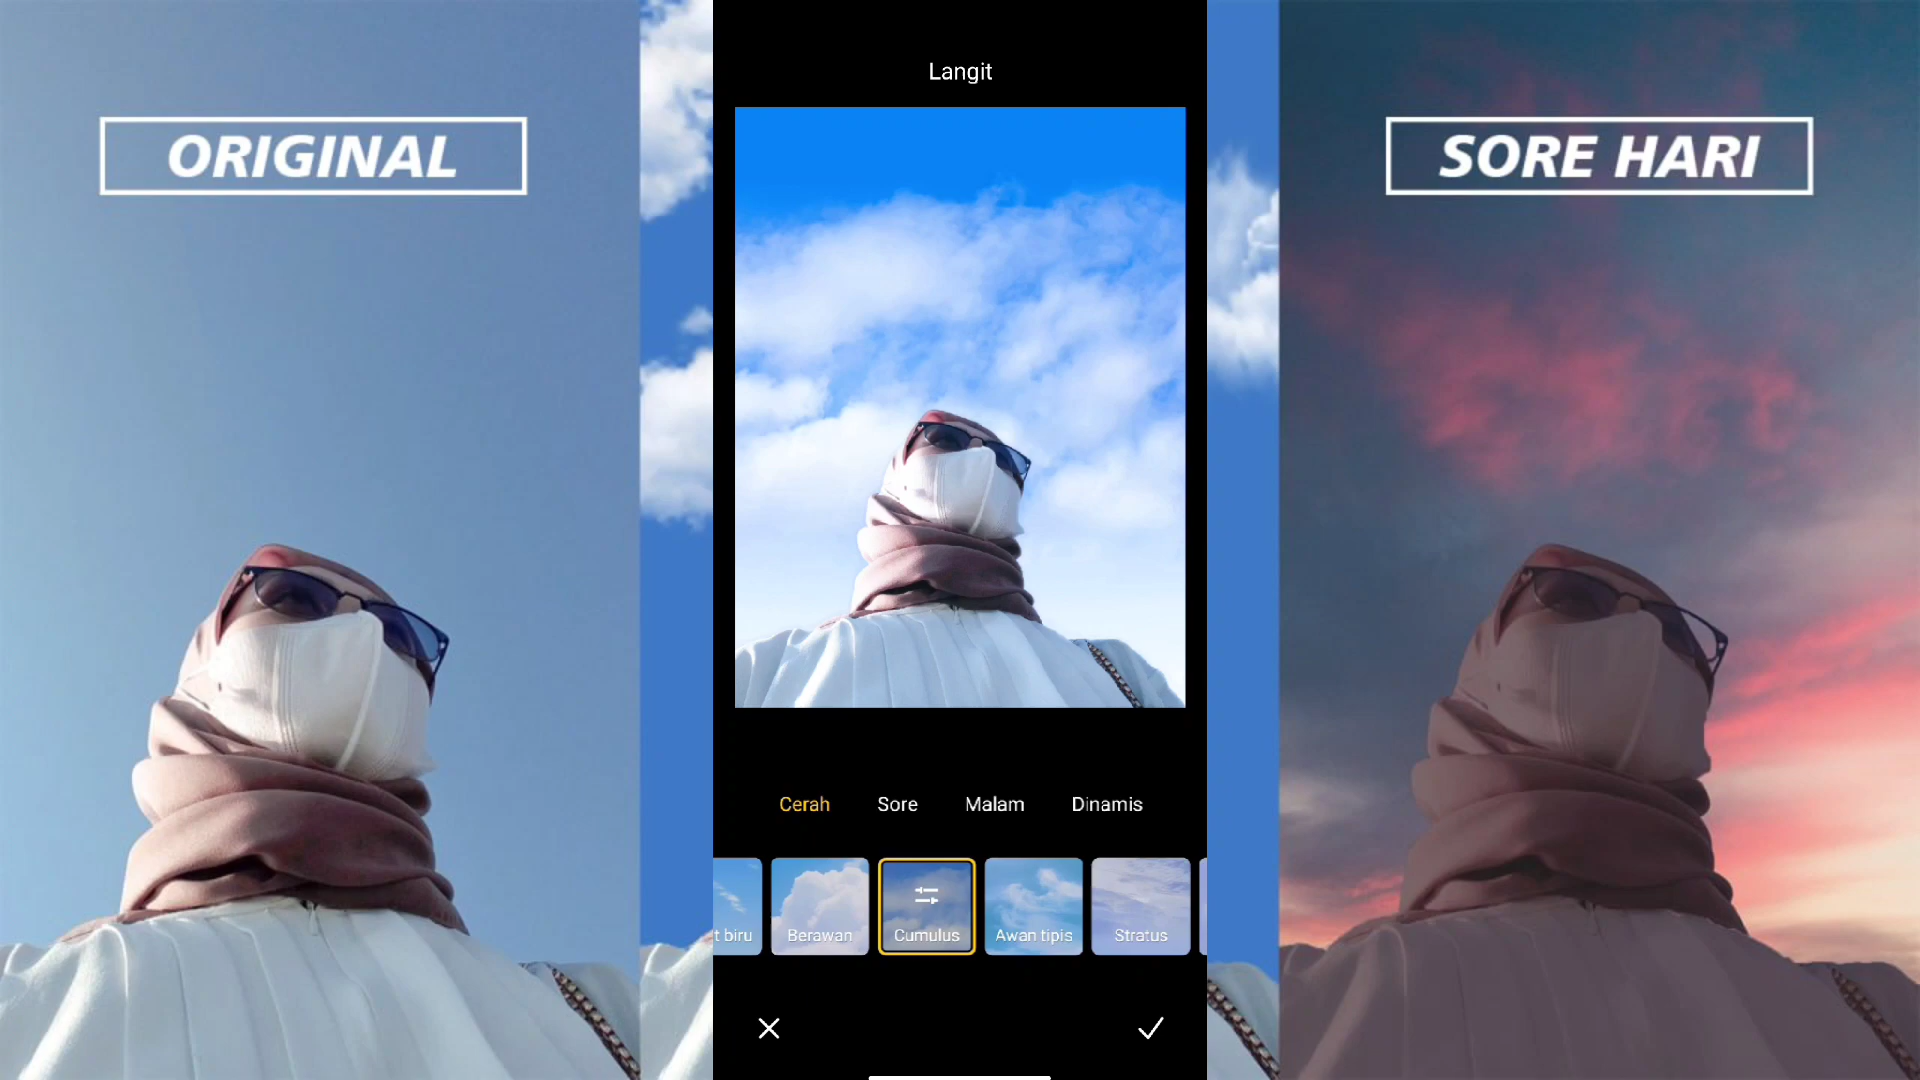 ORIGINAL
Langit
SORE HARI
Cerah Sore Malam Dinamis
t biru Berawan Cumulus Awan tipis Stratus